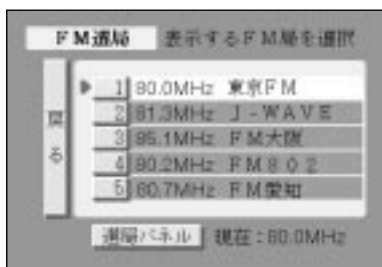 FM選局 表示するFM局を選択
戻る
1 80.0MHz 東京FM
2 81.3MHz J-WAVE
3 85.1MHz FM大阪
4 80.2MHz FM802
5 80.7MHz FM愛知
選局パネル 現在:80.0MHz